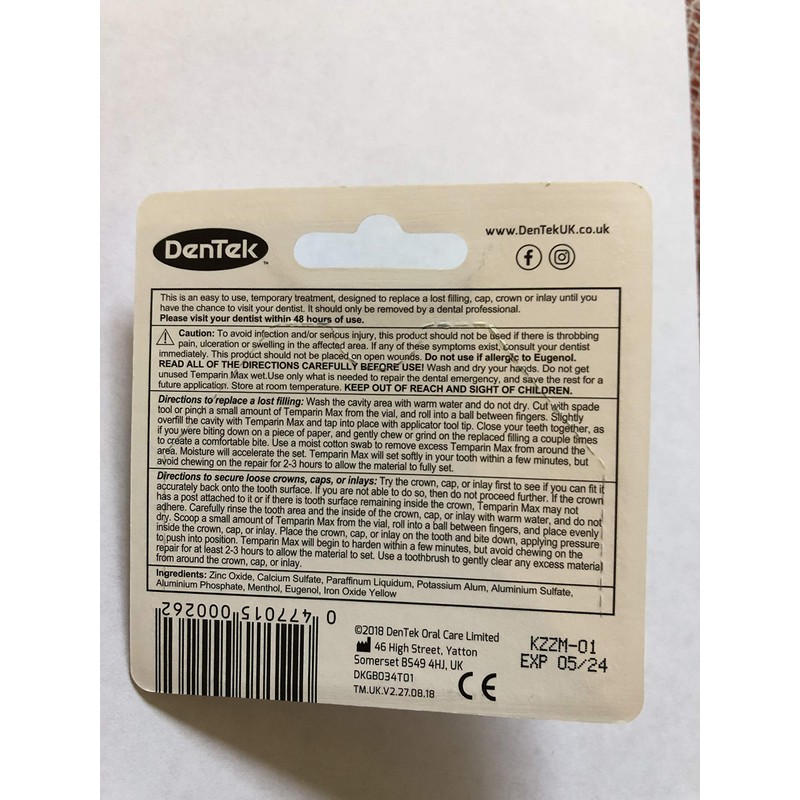 DenTek
www.DenTekUK.co.uk
This is an easy to use, temporary treatment, designed to replace a lost filling, cap, crown or inlay until you
have the chance to visit your dentist. It should only be removed by a dental professional.
Please visit your dentist within 48 hours of use.
Caution: To avoid infection and/or serious injury, this product should not be used if there is throbbing
pain, ulceration or swelling in the affected area. If any of these symptoms exist, consult your dentist
immediately. This product should not be placed on open wounds. Do not use if allergic to Eugenol.
READ ALL OF THE DIRECTIONS CAREFULLY BEFORE USE! Wash and dry your hands. Do not get
unused Temparin Max wet.Use only what is needed to repair the dental emergency, and save the rest for a
future application. Store at room temperature. KEEP OUT OF REACH AND SIGHT OF CHILDREN.
Directions to replace a lost filling: Wash the cavity area with warm water and do not dry. Cut with spade
tool or pinch a small amount of Temparin Max from the vial, and roll into a ball between fingers. Slightly
overfill the cavity with Temparin Max and tap into place with applicator tool tip. Close your teeth together, as
if you were biting down on a piece of paper, and gently chew or grind on the replaced filling a couple times
to create a comfortable bite. Use a moist cotton swab to remove excess Temparin Max from around the
area. Moisture will accelerate the set. Temparin Max will set softly in your tooth within a few minutes, but
avoid chewing on the repair for 2-3 hours to allow the material to fully set.
Directions to secure loose crowns, caps, or inlays: Try the crown, cap, or inlay first to see if you can fit it
accurately back onto the tooth surface. If you are not able to do so, then do not proceed further. If the crown
has a post attached to it or if there is tooth surface remaining inside the crown, Temparin Max may not
adhere. Carefully rinse the tooth area and the inside of the crown, cap, or inlay with warm water, and do not
dry. Scoop a small amount of Temparin Max from the vial, roll into a ball between fingers, and place evenly
inside the crown, cap, or inlay. Place the crown, cap, or inlay on the tooth and bite down, applying pressure
to push into position. Temparin Max will begin to harden within a few minutes, but avoid chewing on the
repair for at least 2-3 hours to allow the material to set. Use a toothbrush to gently clear any excess material
from around the crown, cap, or inlay.
Ingredients: Zinc Oxide, Calcium Sulfate, Paraffinum Liquidum, Potassium Alum, Aluminium Sulfate,
Aluminium Phosphate, Menthol, Eugenol, Iron Oxide Yellow
0 477015 000262
©2018 DenTek Oral Care Limited
46 High Street, Yatton
Somerset BS49 4HJ, UK
DKGB034T01
TM.UK.V2.27.08.18
CE
KZZM-01
EXP 05/24